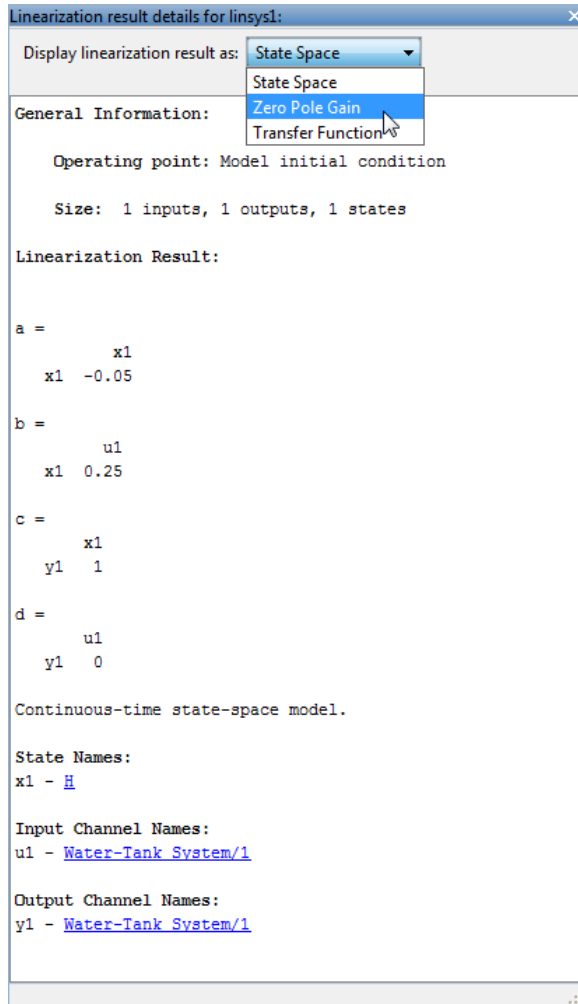 Linearization result details for linsys1:
Display linearization result as: State Space
State Space
Zero Pole Gain
Transfer Function
General Information:
Operating point: Model initial condition
Size: 1 inputs, 1 outputs, 1 states
Linearization Result:
a =
x1
x1 -0.05
b =
u1
x1 0.25
c =
x1
y1 1
d =
u1
y1 0
Continuous-time state-space model.
State Names:
x1 - H
Input Channel Names:
u1 - Water-Tank System/1
Output Channel Names:
y1 - Water-Tank System/1